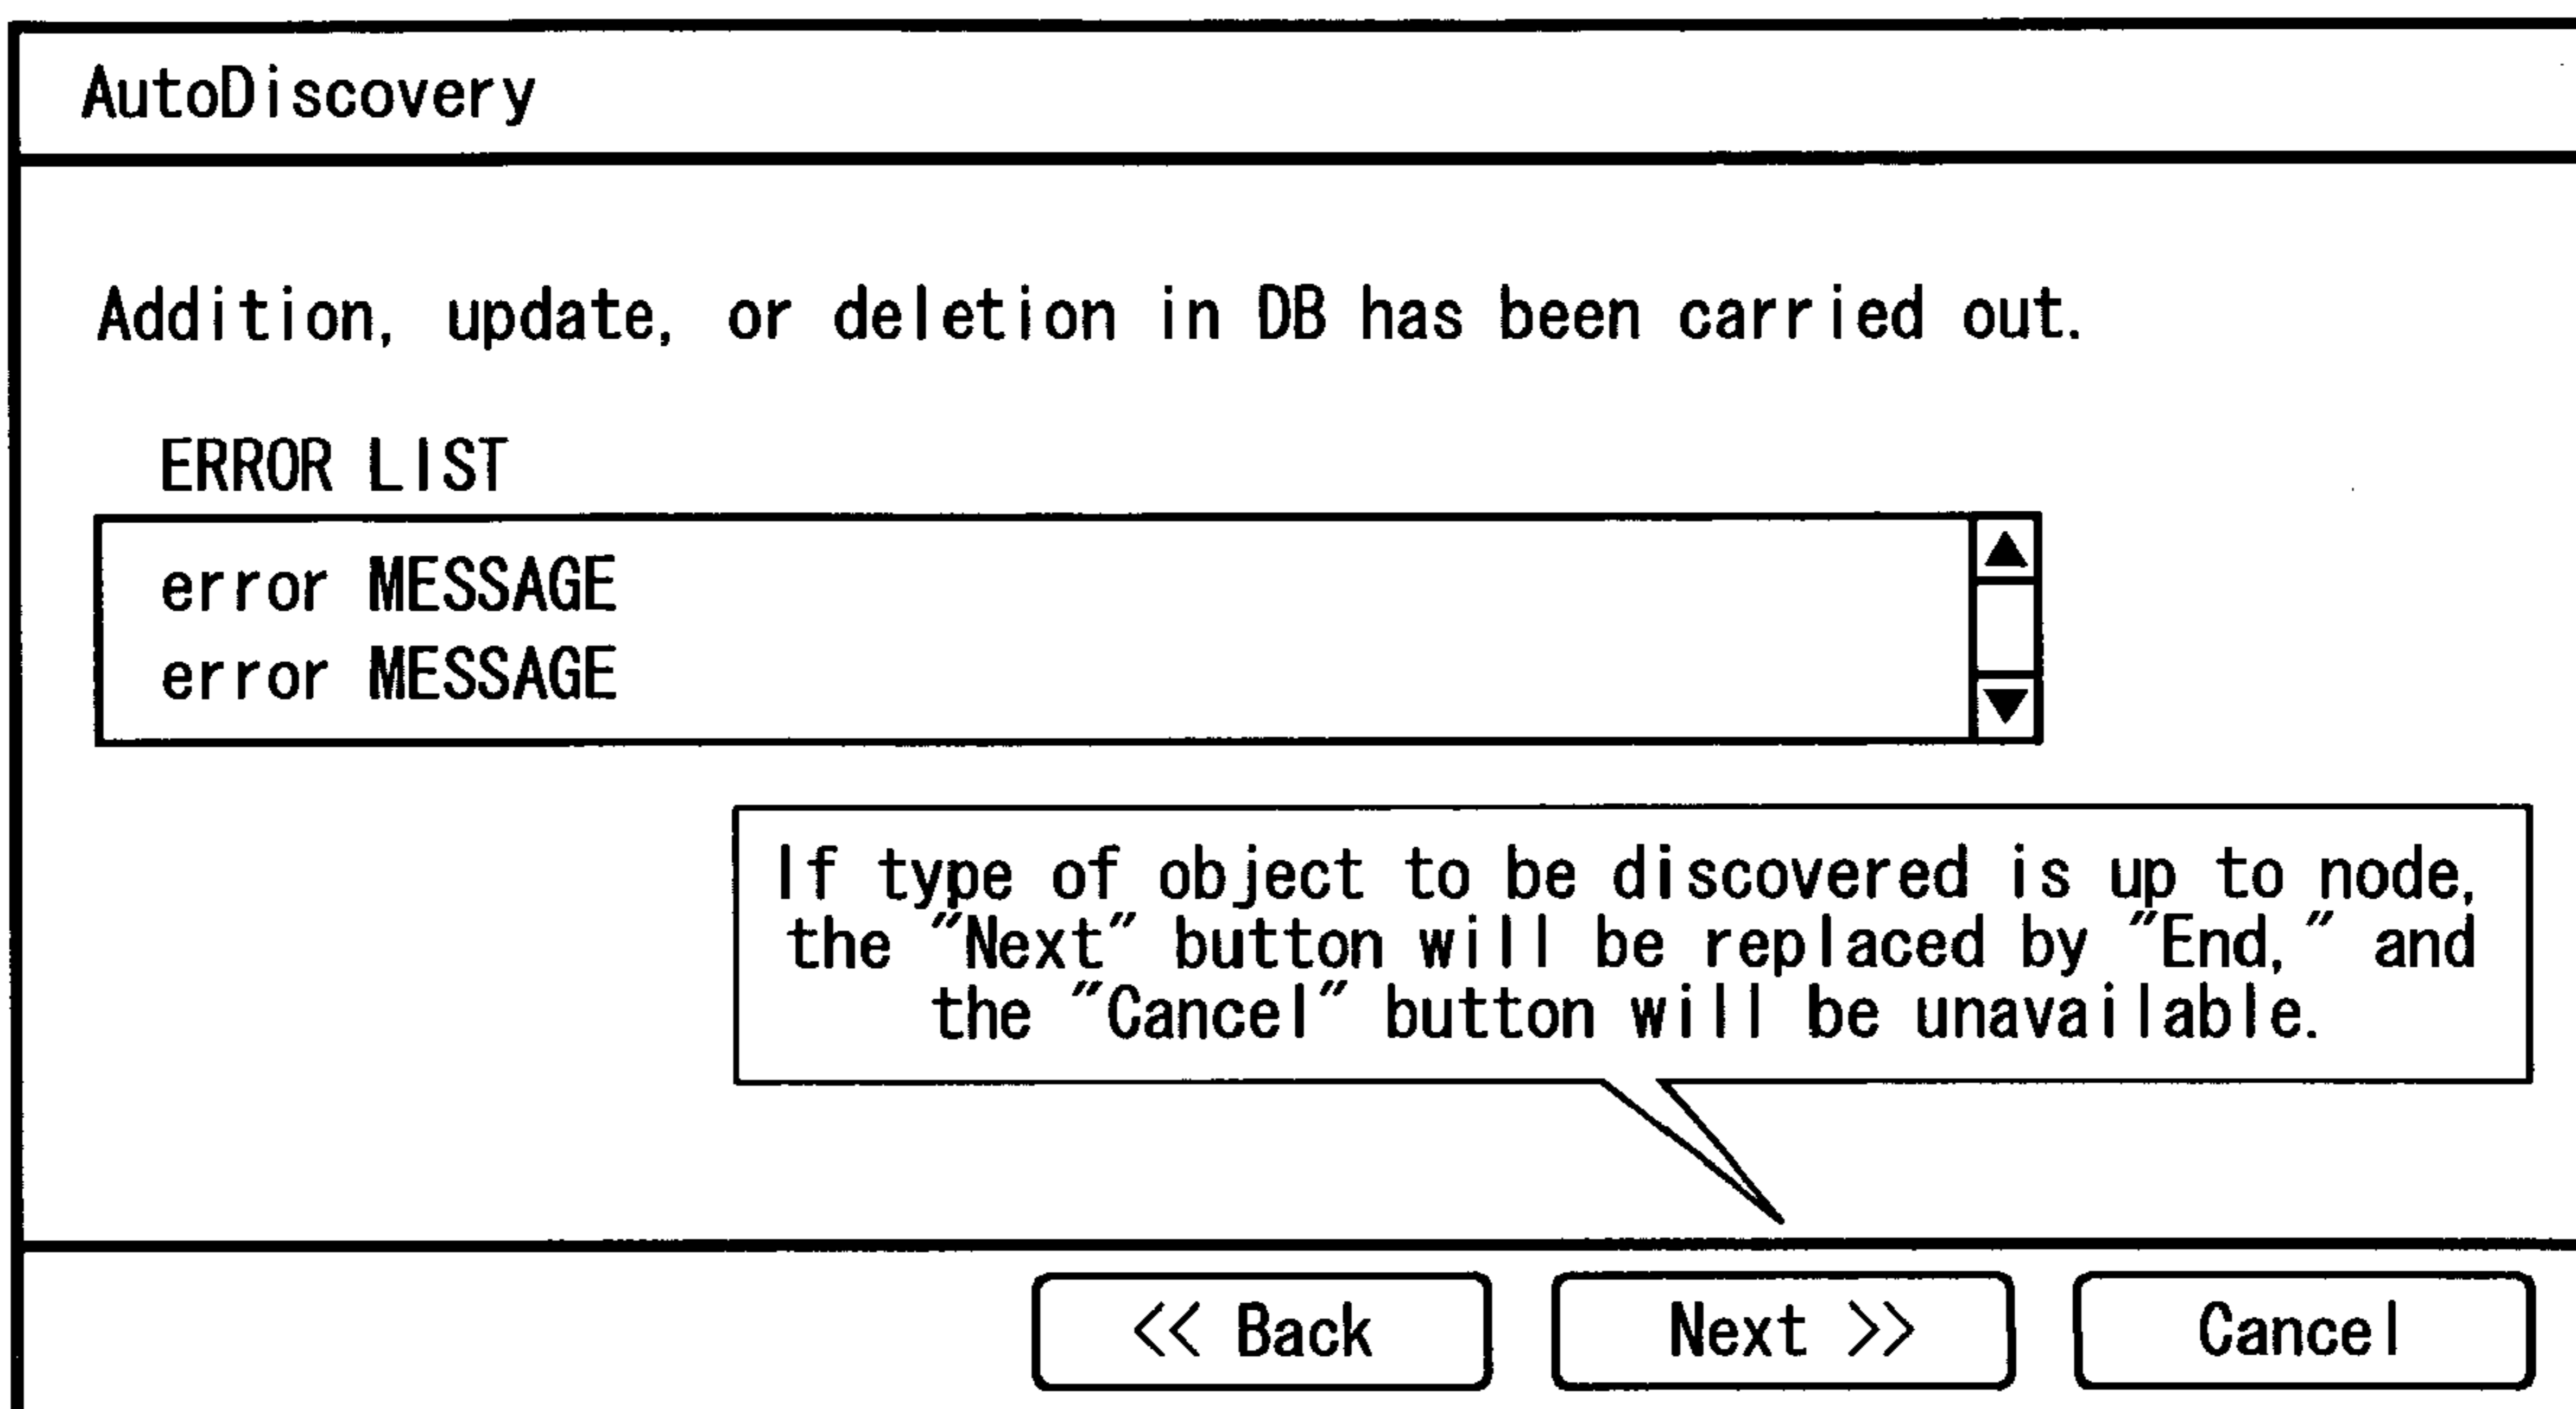 AutoDiscovery
Addition, update, or deletion in DB has been carried out.
ERROR LIST
error MESSAGE
error MESSAGE
If type of object to be discovered is up to node,
the "Next" button will be replaced by "End," and
the "Cancel" button will be unavailable.
<< Back
Next >>
Cancel